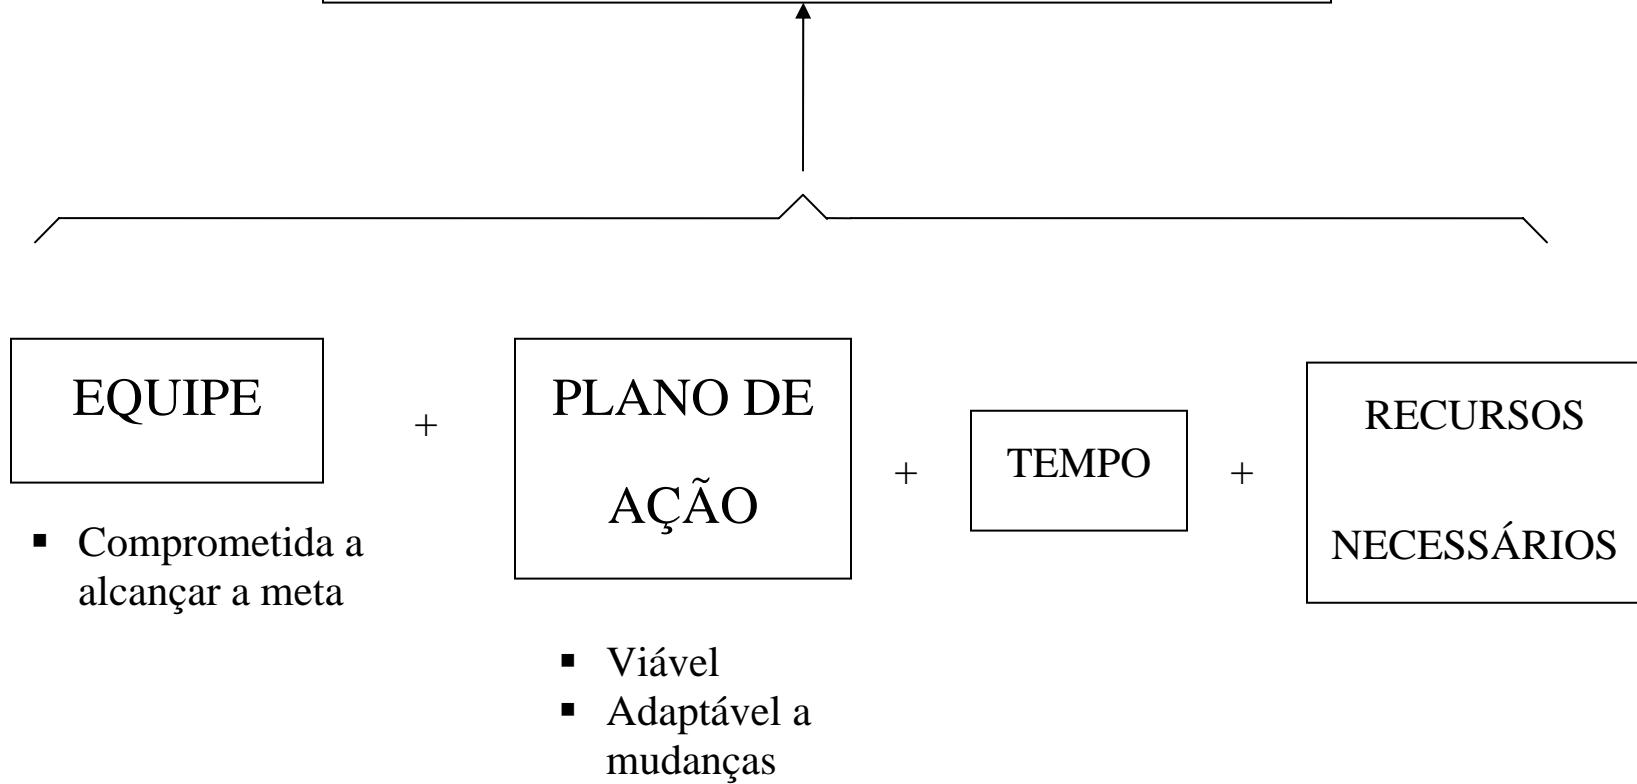 EQUIPE
+
PLANO DE
AÇÃO
+
TEMPO
+
RECURSOS
NECESSÁRIOS
▪ Comprometida a
alcançar a meta
▪ Viável
▪ Adaptável a
mudanças